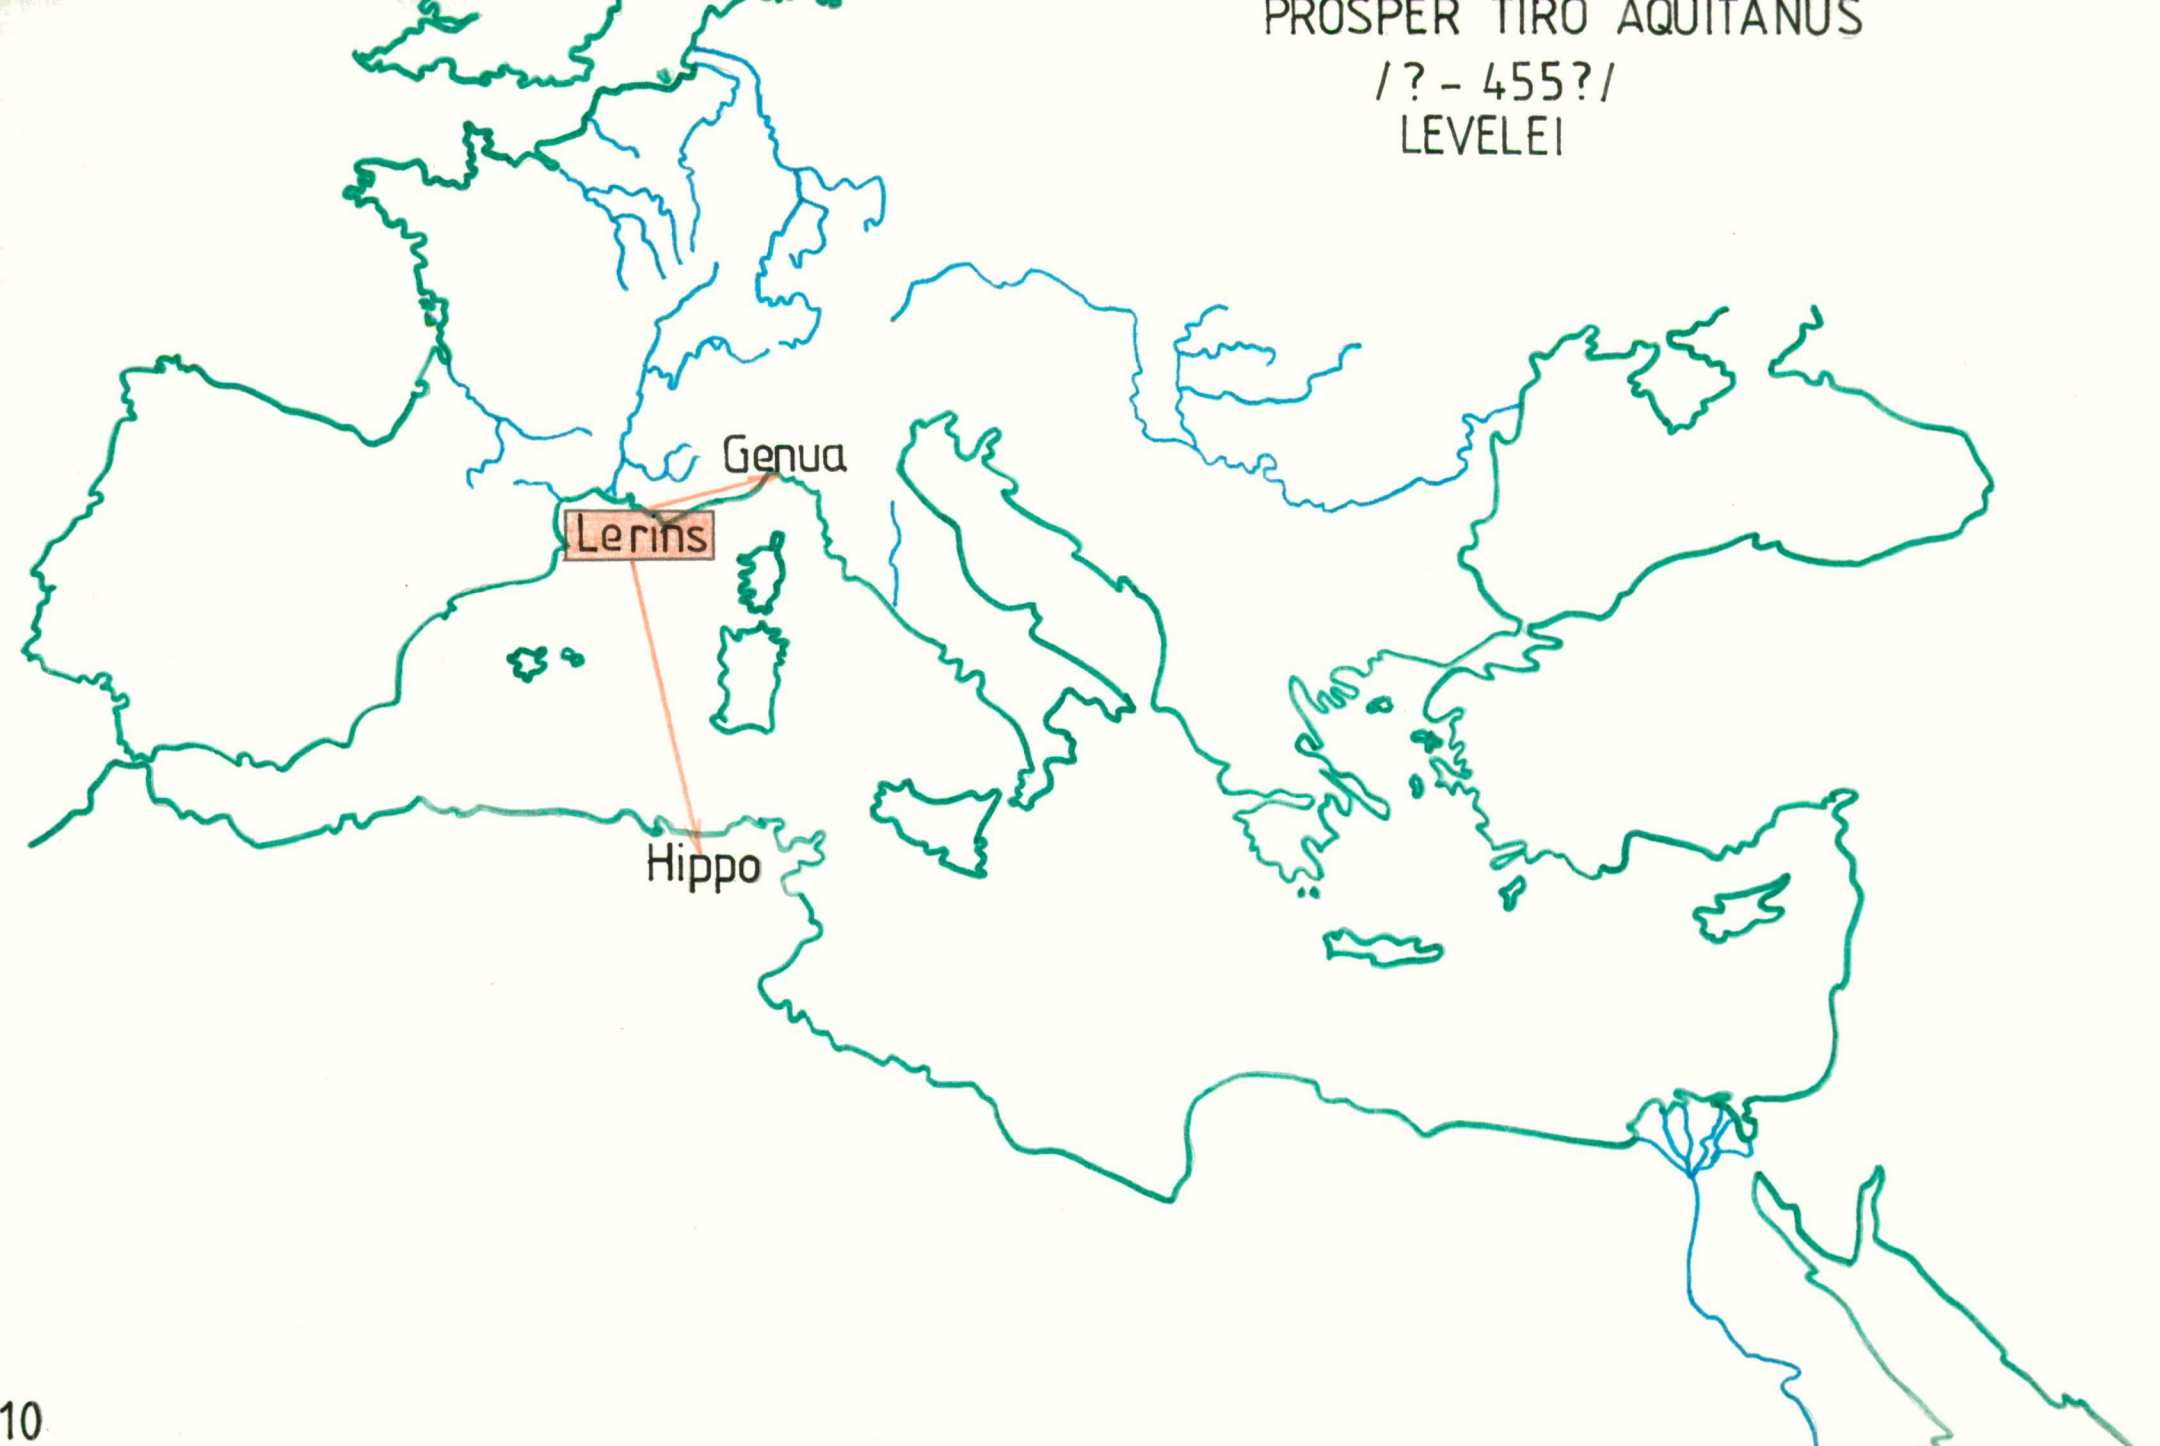 PROSPER TIRO AQUITANUS
/?-455?/
LEVELEI
Genua
Lerins
Hippo
10